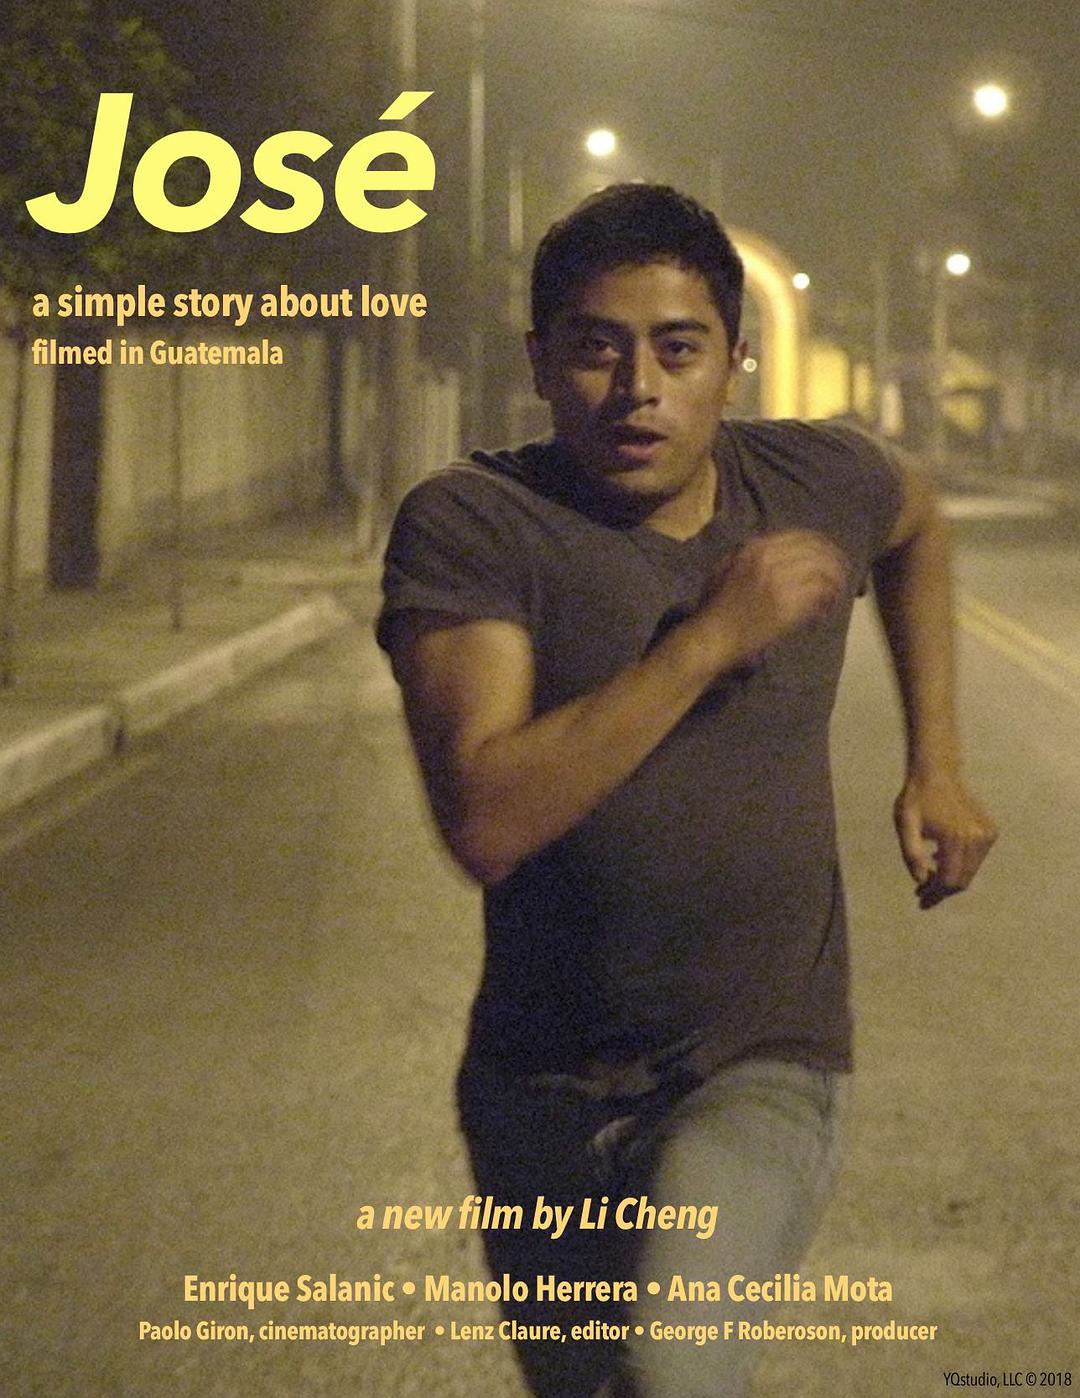 José
a simple story about love
filmed in Guatemala
a new film by Li Cheng
Enrique Salanic • Manolo Herrera • Ana Cecilia Mota
Paolo Giron, cinematographer • Lenz Claure, editor • George F Roberoson, producer
YQstudio, LLC © 2018